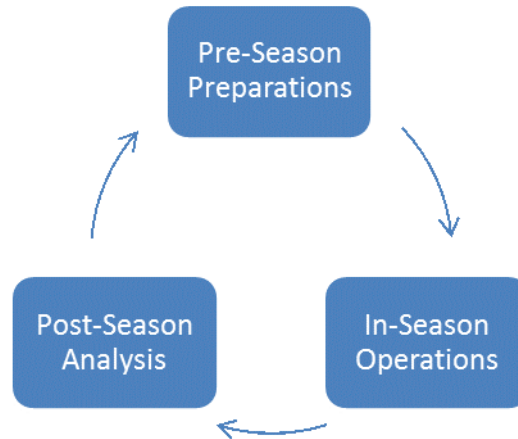 Pre-Season
Preparations
In-Season
Operations
Post-Season
Analysis